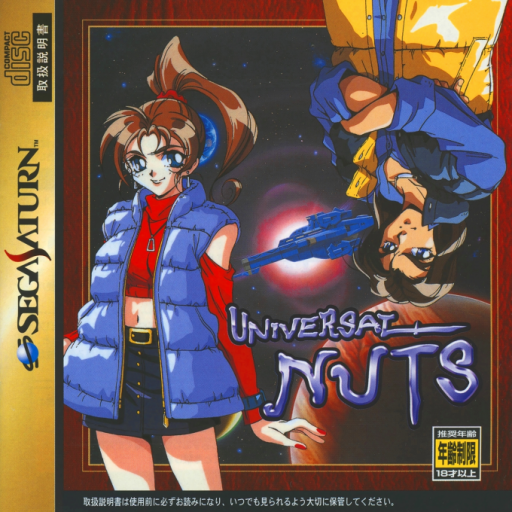 COMPACT
disc
取扱説明書
SEGA SATURN™
UNIVERSAL
NUTS
推奨年齢
年齢制限
18才以上
取扱説明書は使用前に必ずお読みになり、いつでも見られるよう大切に保管してください。